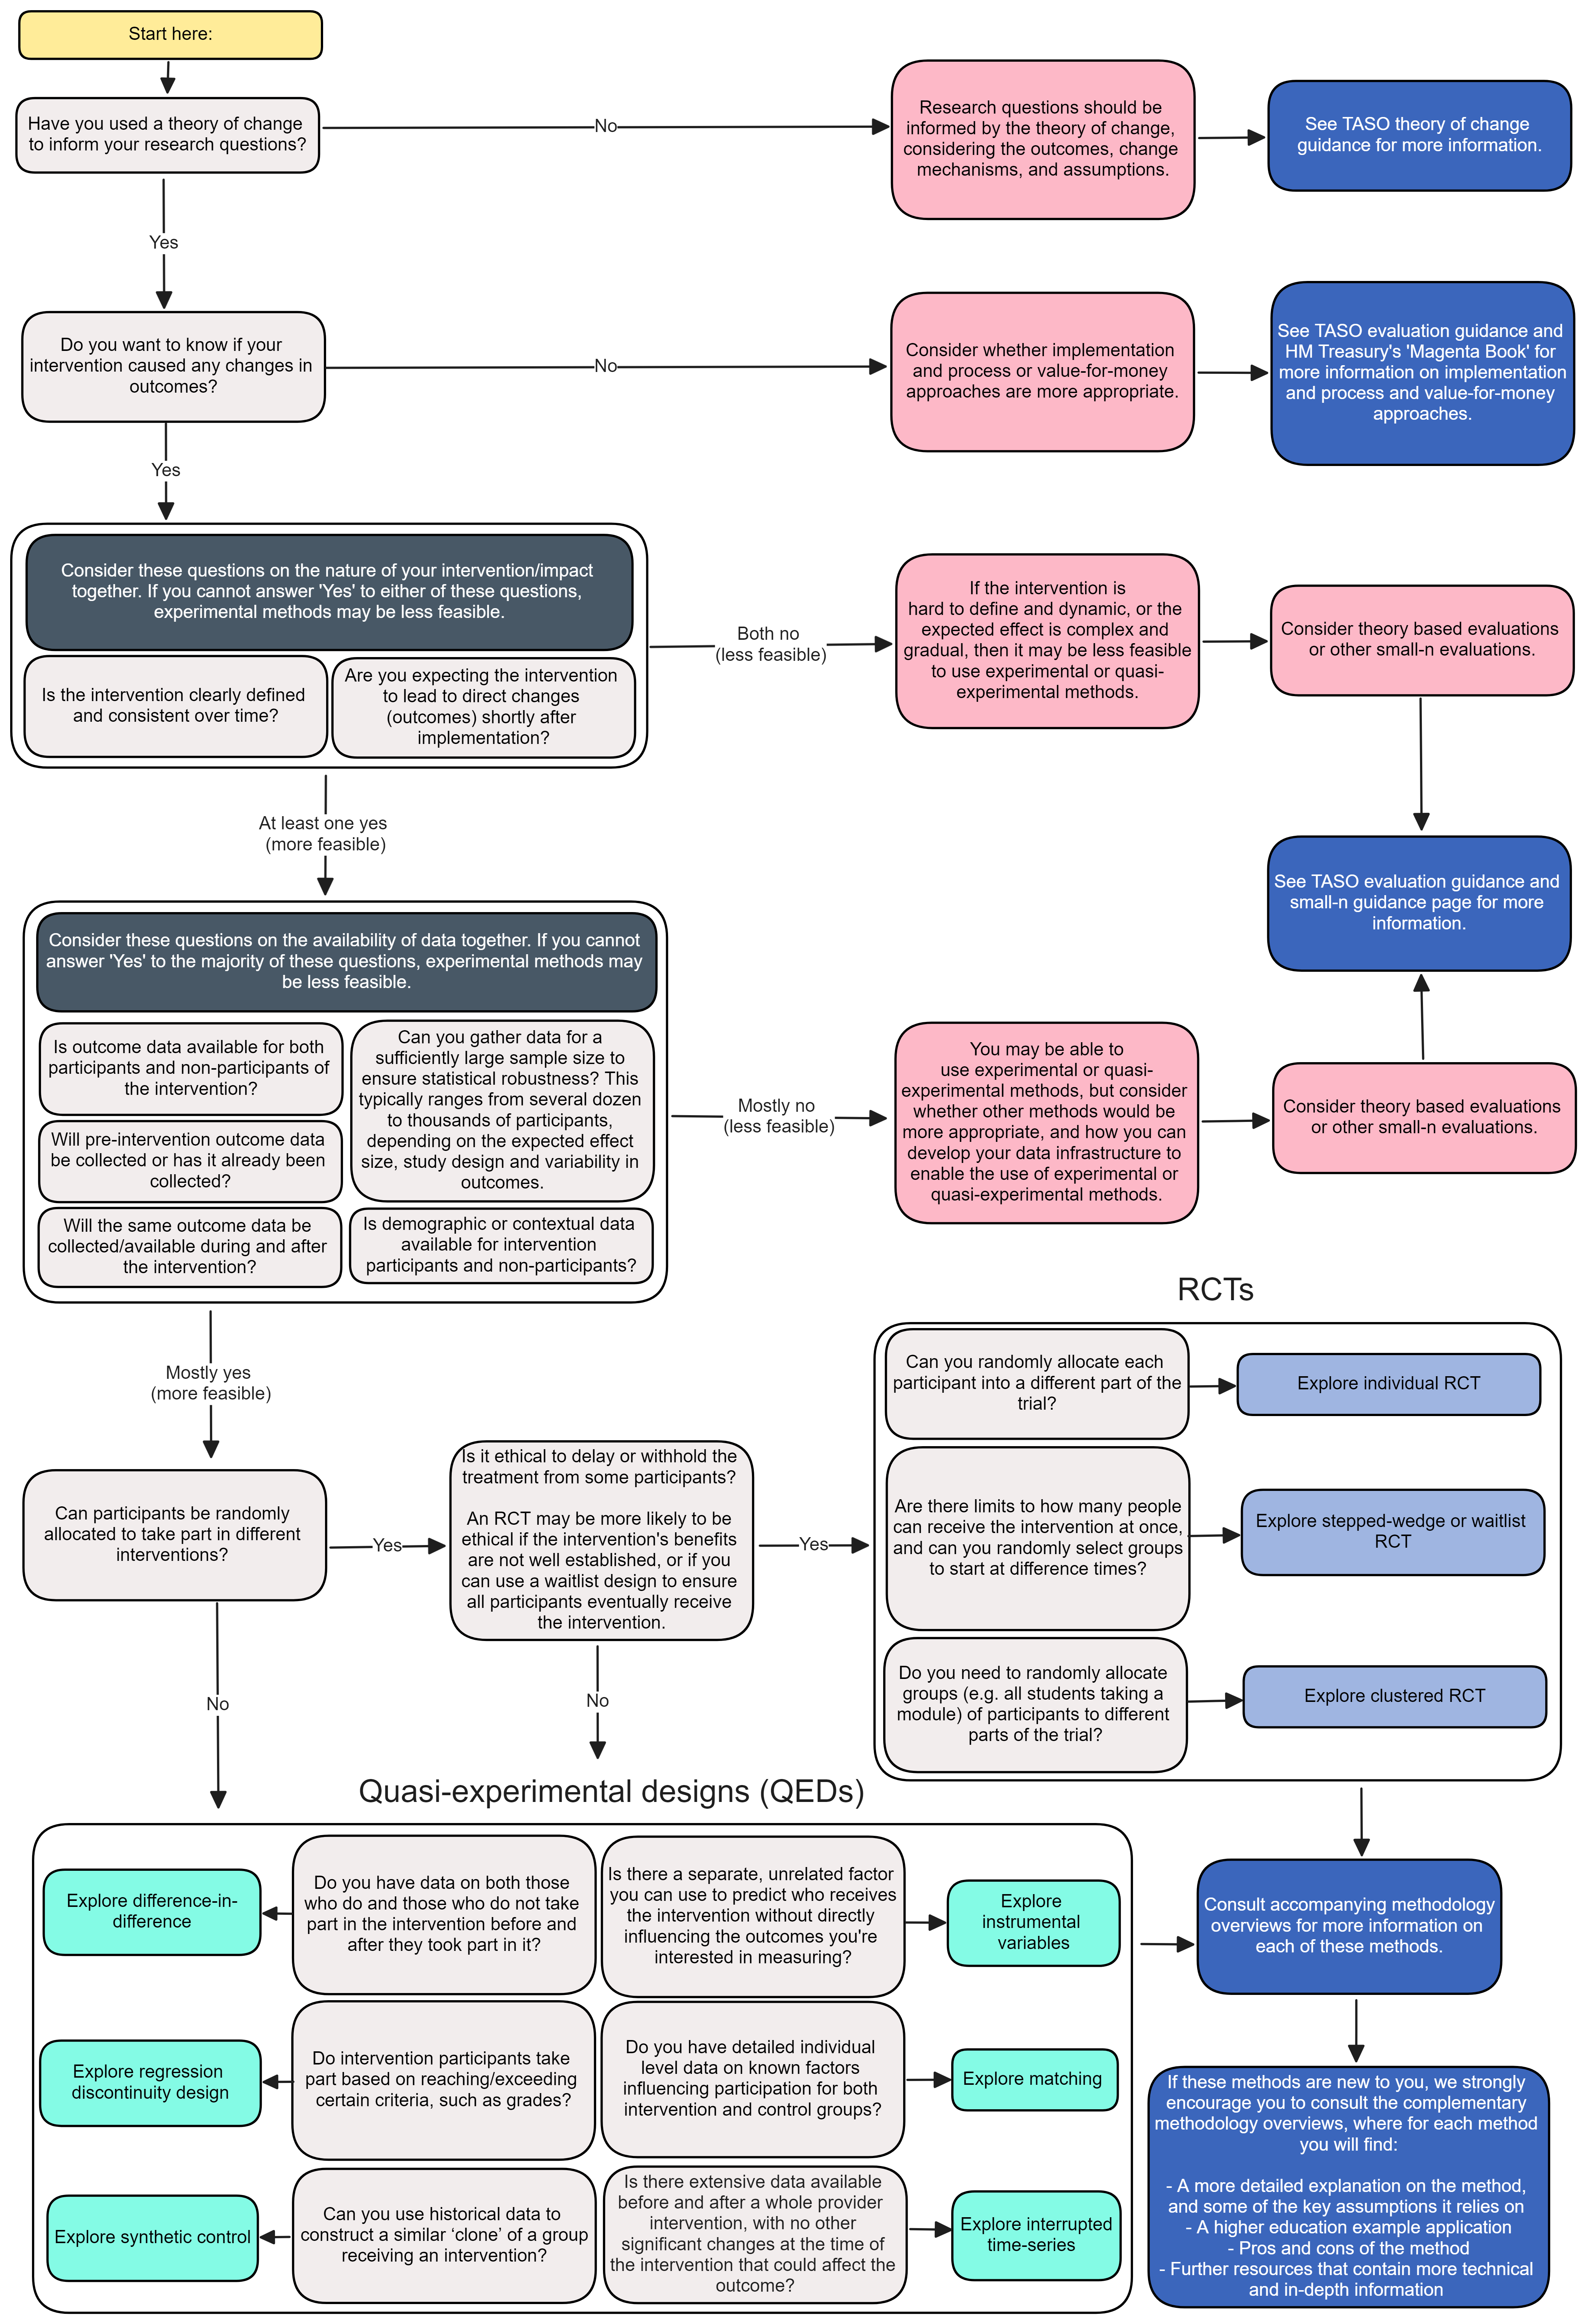 Start here:
Have you used a theory of change
to inform your research questions?
No
Research questions should be
informed by the theory of change,
considering the outcomes, change
mechanisms, and assumptions.
See TASO theory of change
guidance for more information.
Yes
Do you want to know if your
intervention caused any changes in
outcomes?
No
Consider whether implementation
and process or value-for-money
approaches are more appropriate.
See TASO evaluation guidance and
HM Treasury's 'Magenta Book' for
more information on implementation
and process and value-for-money
approaches.
Yes
Consider these questions on the nature of your intervention/impact
together. If you cannot answer 'Yes' to either of these questions,
experimental methods may be less feasible.
Is the intervention clearly defined
and consistent over time?
Are you expecting the intervention
to lead to direct changes
(outcomes) shortly after
implementation?
Both no
(less feasible)
If the intervention is
hard to define and dynamic, or the
expected effect is complex and
gradual, then it may be less feasible
to use experimental or quasi-
experimental methods.
Consider theory based evaluations
or other small-n evaluations.
At least one yes
(more feasible)
See TASO evaluation guidance and
small-n guidance page for more
information.
Consider these questions on the availability of data together. If you cannot
answer 'Yes' to the majority of these questions, experimental methods may
be less feasible.
Is outcome data available for both
participants and non-participants of
the intervention?
Will pre-intervention outcome data
be collected or has it already been
collected?
Will the same outcome data be
collected/available during and after
the intervention?
Can you gather data for a
sufficiently large sample size to
ensure statistical robustness? This
typically ranges from several dozen
to thousands of participants,
depending on the expected effect
size, study design and variability in
outcomes.
Is demographic or contextual data
available for intervention
participants and non-participants?
Mostly no
(less feasible)
You may be able to
use experimental or quasi-
experimental methods, but consider
whether other methods would be
more appropriate, and how you can
develop your data infrastructure to
enable the use of experimental or
quasi-experimental methods.
Consider theory based evaluations
or other small-n evaluations.
Mostly yes
(more feasible)
Can participants be randomly
allocated to take part in different
interventions?
Yes
Is it ethical to delay or withhold the
treatment from some participants?
An RCT may be more likely to be
ethical if the intervention's benefits
are not well established, or if you
can use a waitlist design to ensure
all participants eventually receive
the intervention.
Yes
RCTs
Can you randomly allocate each
participant into a different part of the
trial?
Explore individual RCT
Are there limits to how many people
can receive the intervention at once,
and can you randomly select groups
to start at difference times?
Explore stepped-wedge or waitlist
RCT
Do you need to randomly allocate
groups (e.g. all students taking a
module) of participants to different
parts of the trial?
Explore clustered RCT
No
No
Quasi-experimental designs (QEDs)
Explore difference-in-
difference
Do you have data on both those
who do and those who do not take
part in the intervention before and
after they took part in it?
Is there a separate, unrelated factor
you can use to predict who receives
the intervention without directly
influencing the outcomes you're
interested in measuring?
Explore
instrumental
variables
Explore regression
discontinuity design
Do intervention participants take
part based on reaching/exceeding
certain criteria, such as grades?
Do you have detailed individual
level data on known factors
influencing participation for both
intervention and control groups?
Explore matching
Explore synthetic control
Can you use historical data to
construct a similar ‘clone’ of a group
receiving an intervention?
Is there extensive data available
before and after a whole provider
intervention, with no other
significant changes at the time of
the intervention that could affect the
outcome?
Explore interrupted
time-series
Consult accompanying methodology
overviews for more information on
each of these methods.
If these methods are new to you, we strongly
encourage you to consult the complementary
methodology overviews, where for each method
you will find:
- A more detailed explanation on the method,
and some of the key assumptions it relies on
- A higher education example application
- Pros and cons of the method
- Further resources that contain more technical
and in-depth information